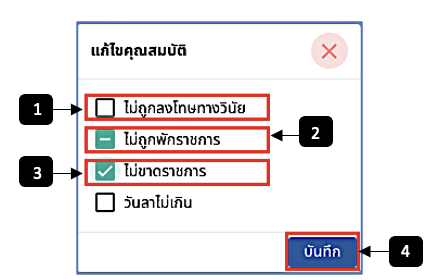 แก้ไขคุณสมบัติ
1 ไม่ถูกลงโทษทางวินัย
ไม่ถูกพักราชการ 2
3 ไม่ขาดราชการ
วันลาไม่เกิน
บันทึก 4